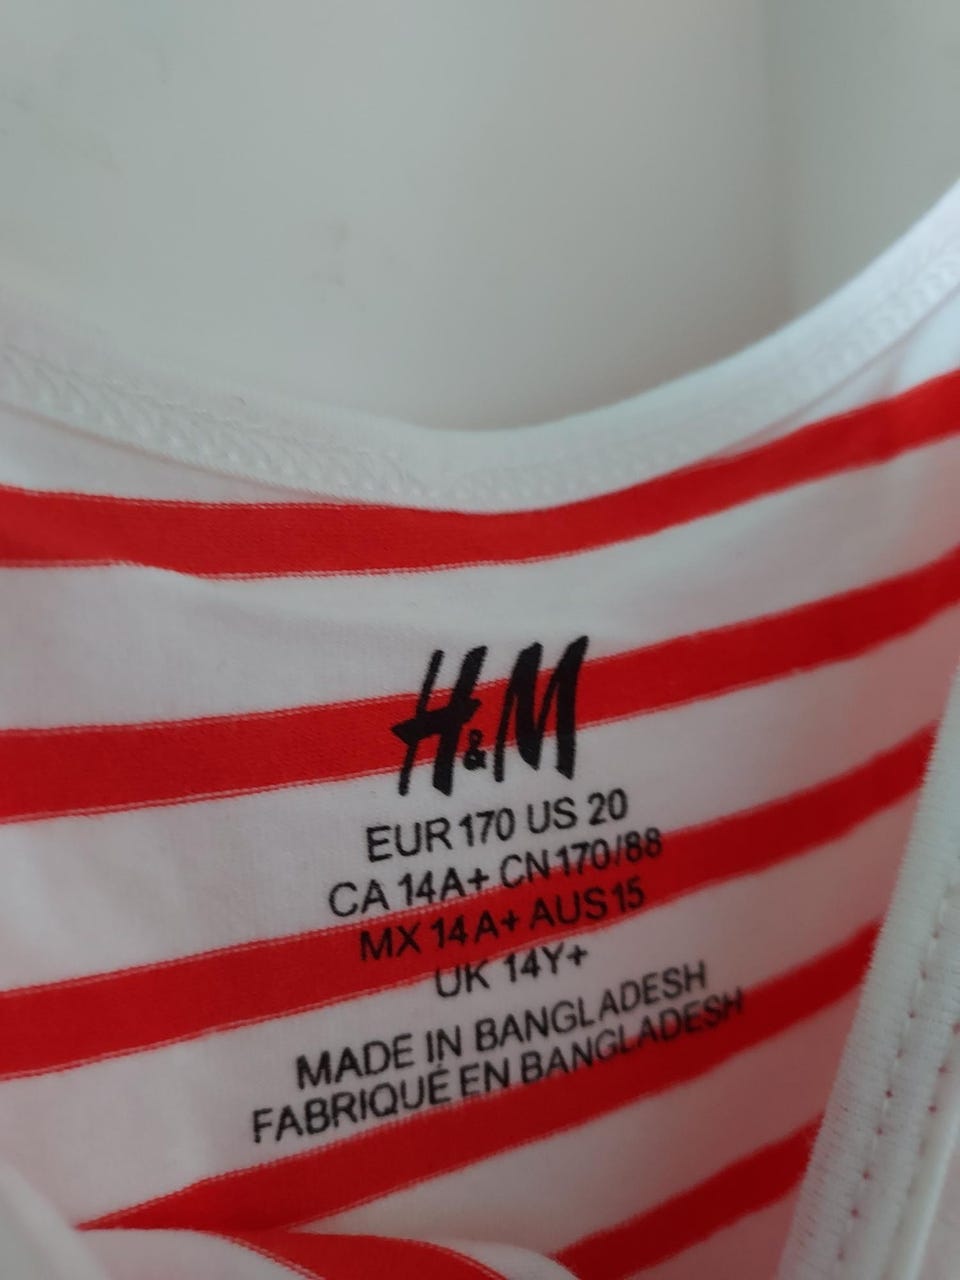 H&M
EUR 170 US 20
CA 14A+ CN 170/88
MX 14A+ AUS 15
UK 14Y+
MADE IN BANGLADESH
FABRIQUÉ EN BANGLADESH